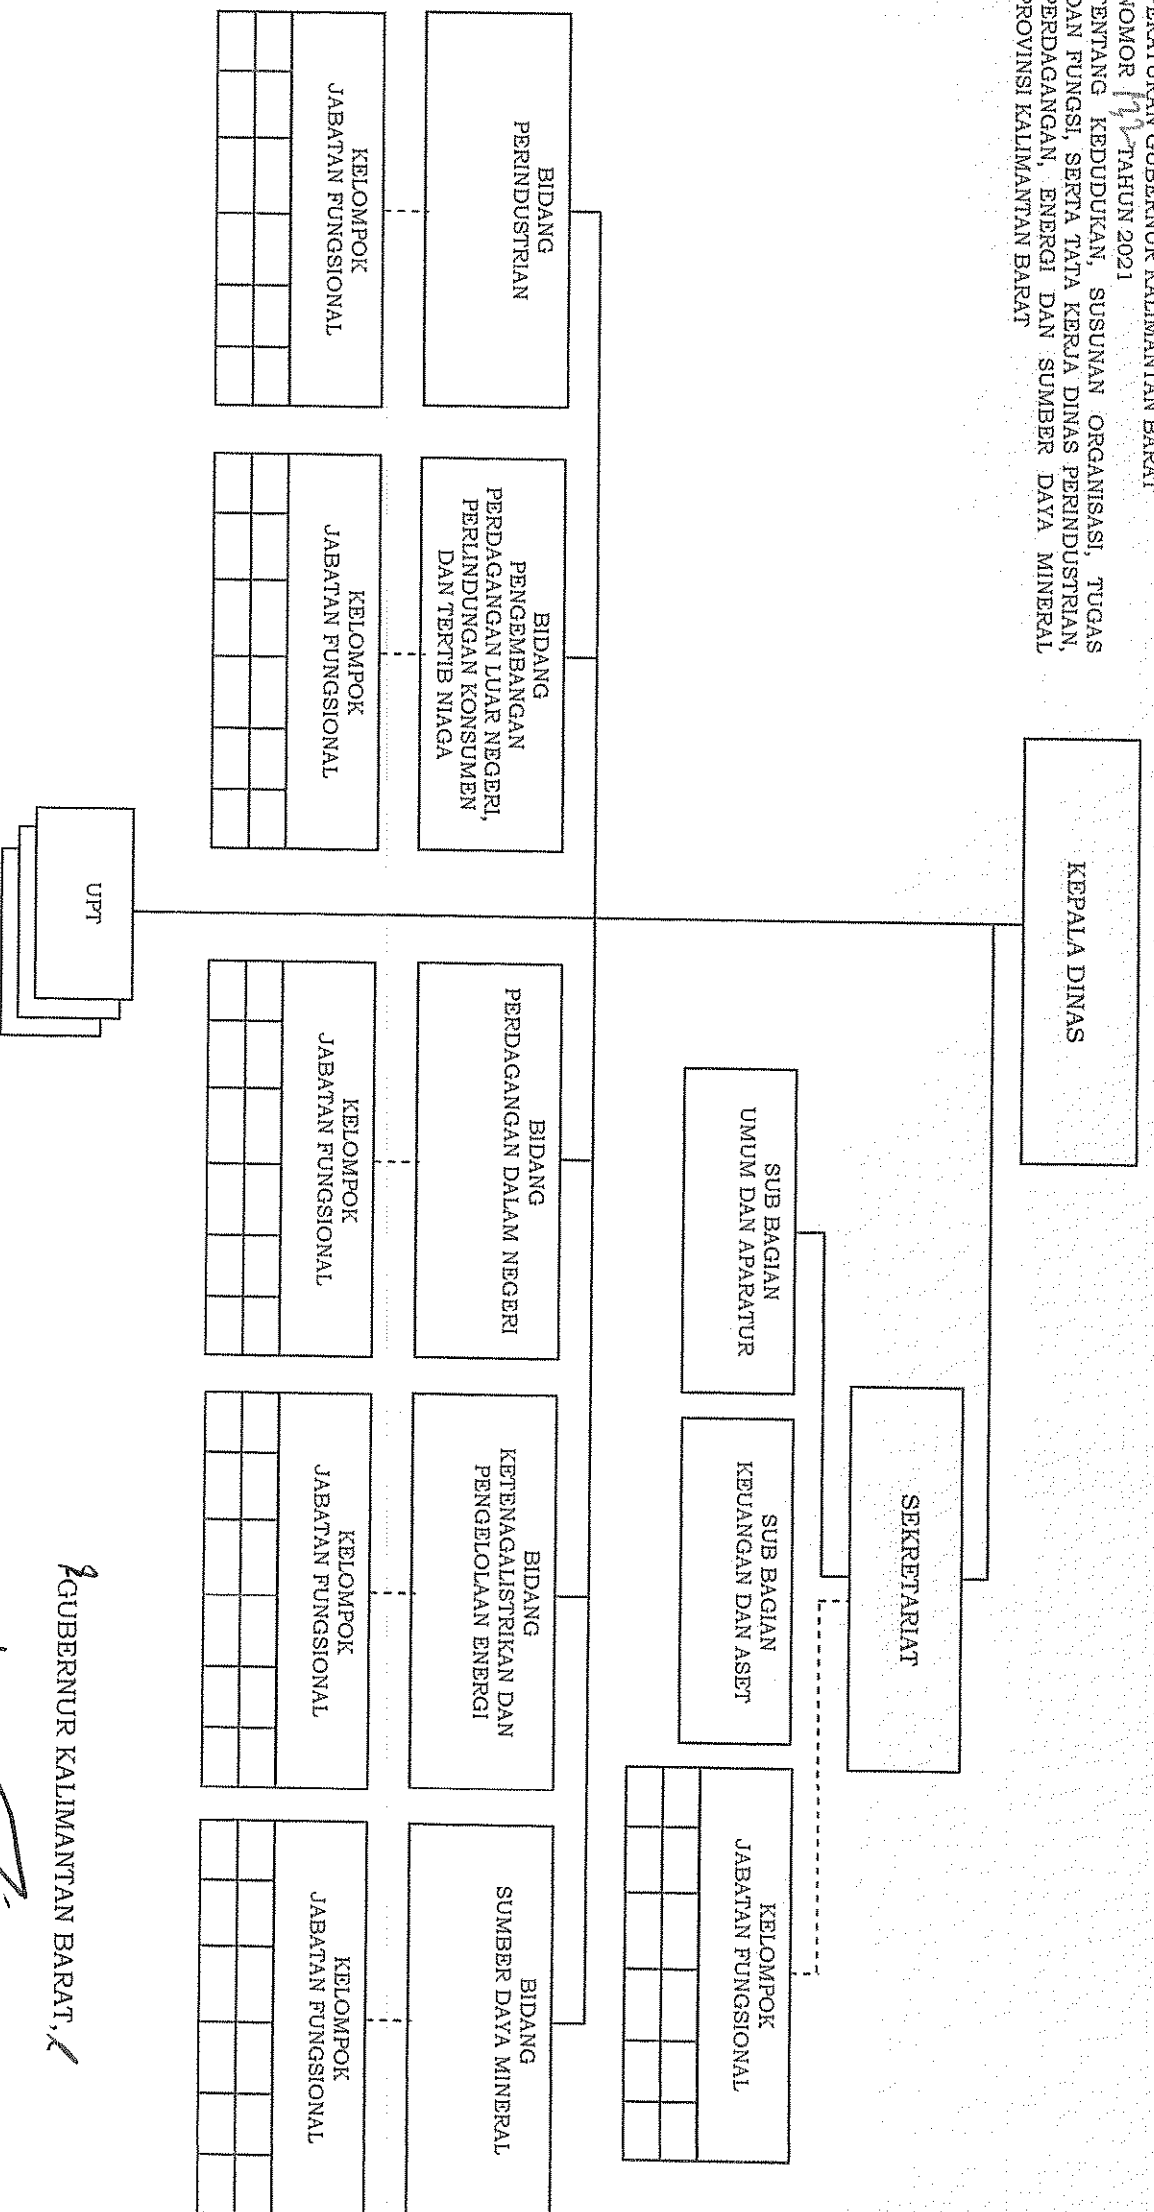 PERATURAN GUBERNUR KALIMANTAN BARAT
NOMOR TAHUN 2021
TENTANG KEDUDUKAN, SUSUNAN ORGANISASI, TUGAS
DAN FUNGSI, SERTA TATA KERJA DINAS PERINDUSTRIAN,
PERDAGANGAN, ENERGI DAN SUMBER DAYA MINERAL
PROVINSI KALIMANTAN BARAT
KEPALA DINAS
SEKRETARIAT
SUB BAGIAN
UMUM DAN APARATUR
SUB BAGIAN
KEUANGAN DAN ASET
KELOMPOK
JABATAN FUNGSIONAL
BIDANG
PERINDUSTRIAN
BIDANG
PENGEMBANGAN
PERDAGANGAN LUAR NEGERI,
PERLINDUNGAN KONSUMEN
DAN TERTIB NIAGA
BIDANG
PERDAGANGAN DALAM NEGERI
BIDANG
KETENAGALISTRIKAN DAN
PENGELOLAAN ENERGI
BIDANG
SUMBER DAYA MINERAL
KELOMPOK
JABATAN FUNGSIONAL
KELOMPOK
JABATAN FUNGSIONAL
KELOMPOK
JABATAN FUNGSIONAL
KELOMPOK
JABATAN FUNGSIONAL
KELOMPOK
JABATAN FUNGSIONAL
UPT
GUBERNUR KALIMANTAN BARAT,